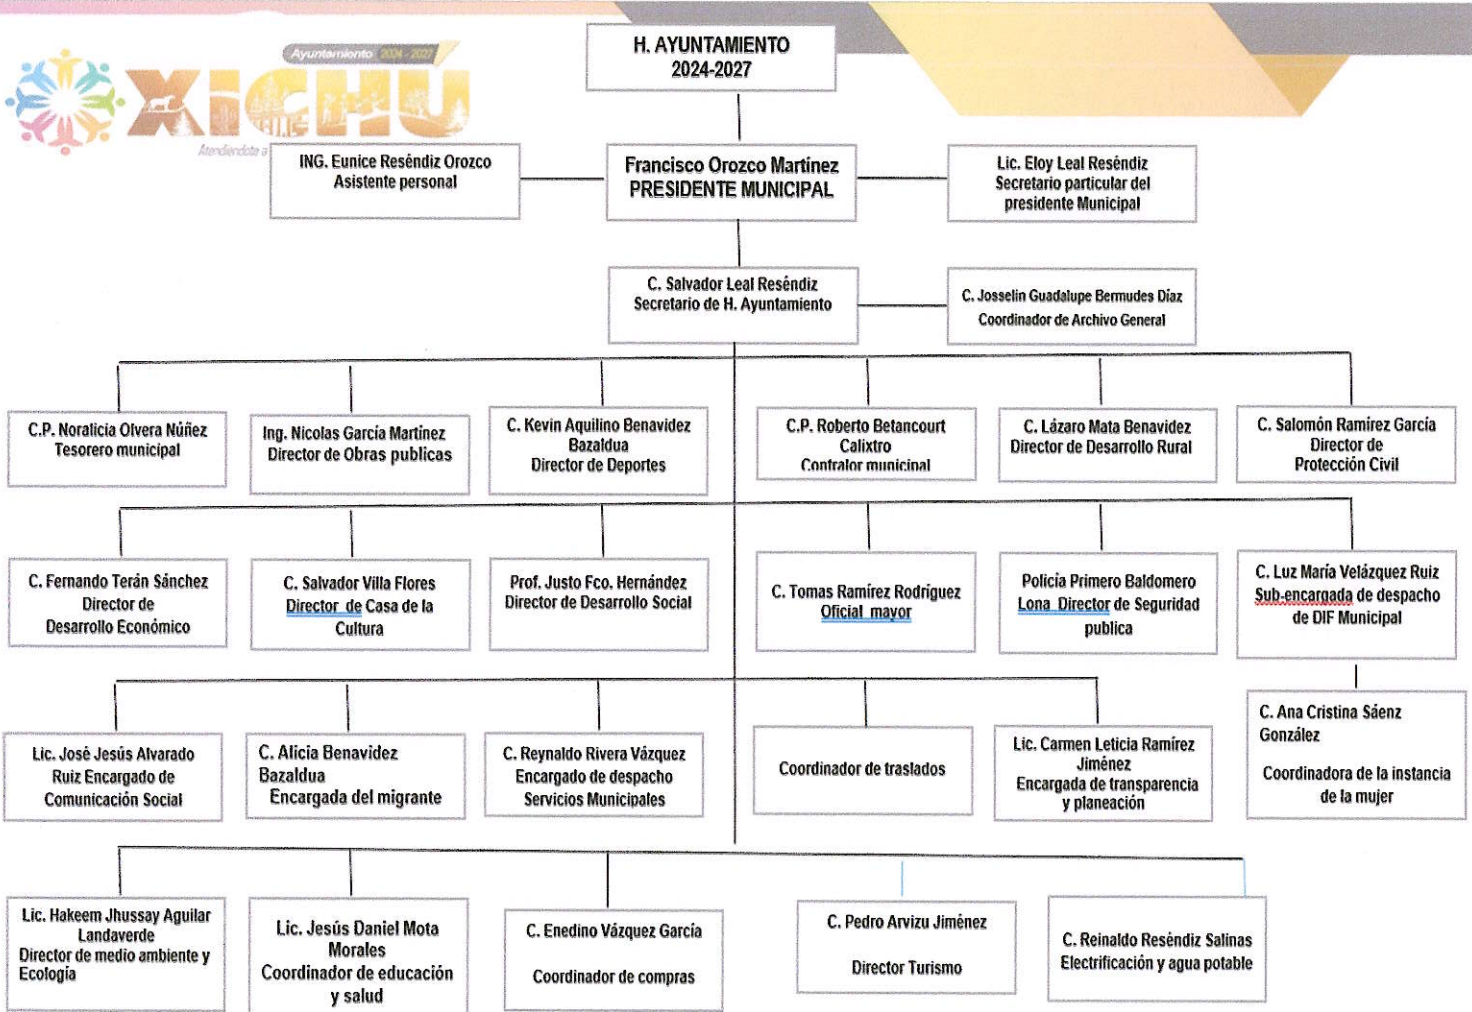 Ayuntamiento 2024 - 2027
XICHÚ
Atendiendote a
H. AYUNTAMIENTO
2024-2027
ING. Eunice Reséndiz Orozco
Asistente personal
Francisco Orozco Martínez
PRESIDENTE MUNICIPAL
Lic. Eloy Leal Reséndiz
Secretario particular del
presidente Municipal
C. Salvador Leal Reséndiz
Secretario de H. Ayuntamiento
C. Josselin Guadalupe Bermudes Díaz
Coordinador de Archivo General
C.P. Noralicia Olvera Núñez
Tesorero municipal
Ing. Nicolas García Martínez
Director de Obras publicas
C. Kevin Aquilino Benavidez
Bazaldua
Director de Deportes
C.P. Roberto Betancourt
Calixtro
Contralor municipal
C. Lázaro Mata Benavidez
Director de Desarrollo Rural
C. Salomón Ramírez García
Director de
Protección Civil
C. Fernando Terán Sánchez
Director de
Desarrollo Económico
C. Salvador Villa Flores
Director de Casa de la
Cultura
Prof. Justo Fco. Hernández
Director de Desarrollo Social
C. Tomas Ramírez Rodríguez
Oficial mayor
Policía Primero Baldomero
Lona Director de Seguridad
publica
C. Luz María Velázquez Ruiz
Sub-encargada de despacho
de DIF Municipal
Lic. José Jesús Alvarado
Ruiz Encargado de
Comunicación Social
C. Alicia Benavidez
Bazaldua
Encargada del migrante
C. Reynaldo Rivera Vázquez
Encargado de despacho
Servicios Municipales
Coordinador de traslados
Lic. Carmen Leticia Ramírez
Jiménez
Encargada de transparencia
y planeación
C. Ana Cristina Sáenz
González
Coordinadora de la instancia
de la mujer
Lic. Hakeem Jhussay Aguilar
Landaverde
Director de medio ambiente y
Ecología
Lic. Jesús Daniel Mota
Morales
Coordinador de educación
y salud
C. Enedino Vázquez García
Coordinador de compras
C. Pedro Arvizu Jiménez
Director Turismo
C. Reinaldo Reséndiz Salinas
Electrificación y agua potable